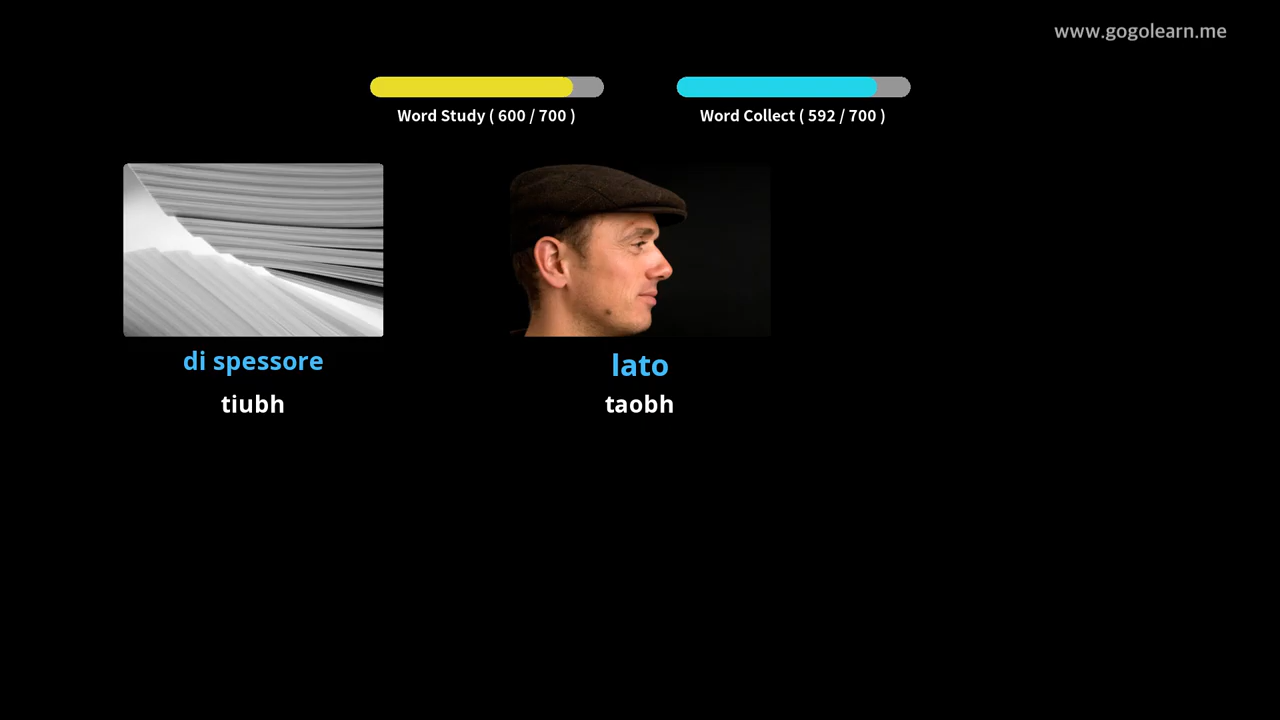 www.gogolearn.me
Word Study ( 600 / 700 )
Word Collect ( 592 / 700 )
di spessore
lato
tiubh
taobh